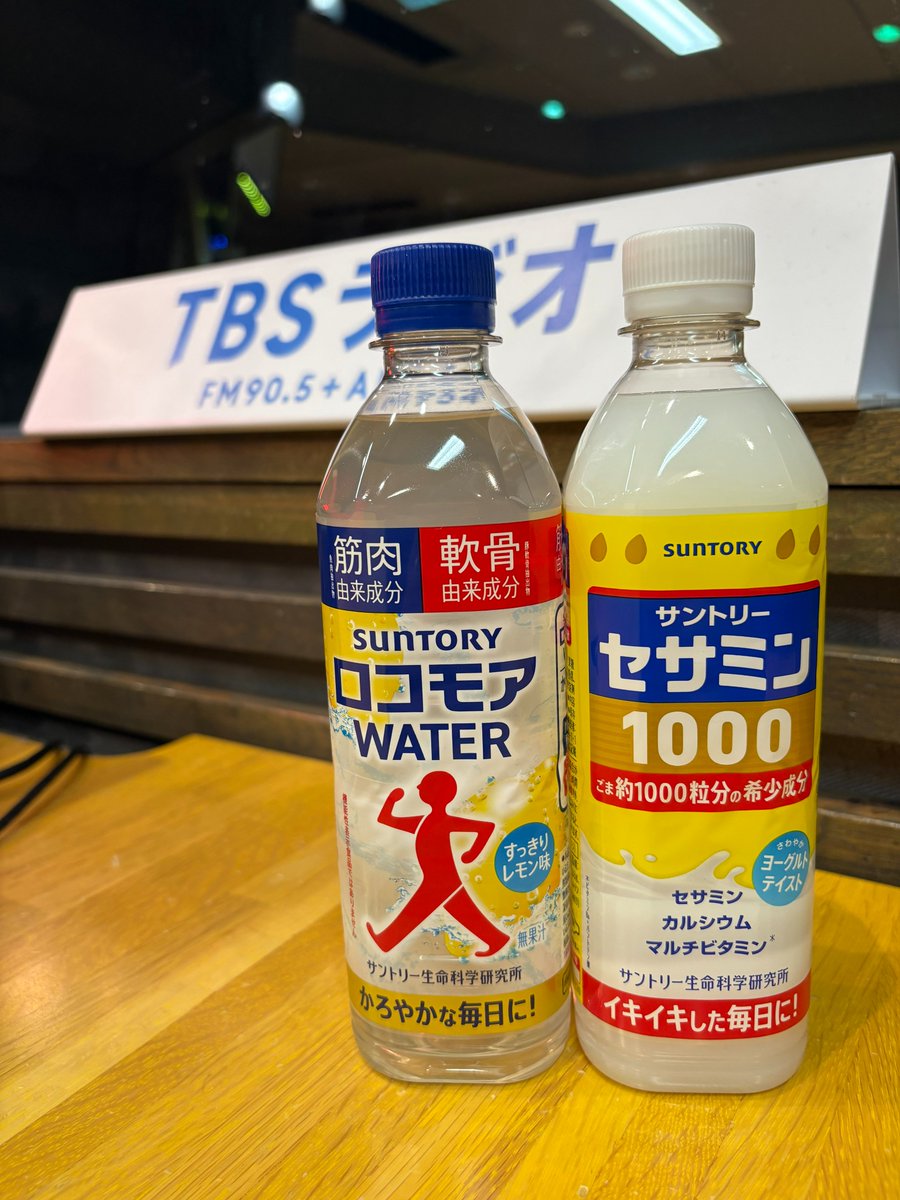 TBSラジオ
FM90.5+A
筋肉
由来成分
軟骨
由来成分
SUNTORY
ロコモア
WATER
すっきり
レモン味
無果汁
サントリー生命科学研究所
かろやかな毎日に!
SUNTORY
サントリー
セサミン
1000
ごま約1000粒分の希少成分
さわやか
ヨーグルト
テイスト
セサミン
カルシウム
マルチビタミン*
サントリー生命科学研究所
イキイキした毎日に!